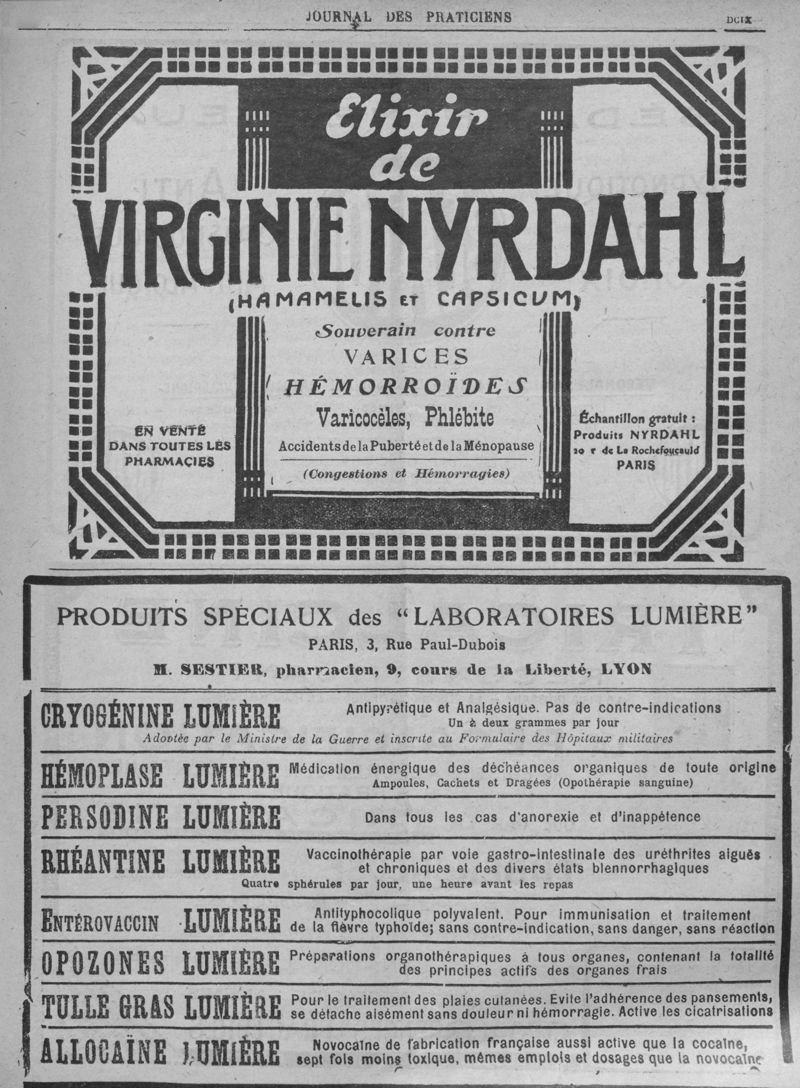 JOURNAL DES PRATICIENS
DCIX
Elixir
de
VIRGINIE NYRDAHL
(HAMAMELIS ET CAPSICUM)
Souverain contre
VARICES
HÉMORROÏDES
Varicocèles, Phlébite
Accidents de la Puberté et de la Ménopause
(Congestions et Hémorragies)
EN VENTE
DANS TOUTES LES
PHARMACIES
Échantillon gratuit :
Produits NYRDAHL
20 r de La Rochefoucauld
PARIS
PRODUITS SPÉCIAUX des "LABORATOIRES LUMIÈRE"
PARIS, 3, Rue Paul-Dubois
M. SESTIER, pharmacien, 9, cours de la Liberté, LYON
CRYOGÉNINE LUMIÈRE
Antipyrétique et Analgésique. Pas de contre-indications
Un à deux grammes par jour
Adoptée par le Ministre de la Guerre et inscrite au Formulaire des Hôpitaux militaires
HÉMOPLASE LUMIÈRE
Médication énergique des déchéances organiques de toute origine
Ampoules, Cachets et Dragées (Opothérapie sanguine)
PERSODINE LUMIÈRE
Dans tous les cas d'anorexie et d'inappétence
RHÉANTINE LUMIÈRE
Vaccinothérapie par voie gastro-intestinale des uréthrites aiguës
et chroniques et des divers états blennorrhagiques
Quatre sphérules par jour, une heure avant les repas
ENTÉROVACCIN LUMIÈRE
Antityphocolique polyvalent. Pour immunisation et traitement
de la fièvre typhoïde; sans contre-indication, sans danger, sans réaction
OPOZONES LUMIÈRE
Préparations organothérapiques à tous organes, contenant la totalité
des principes actifs des organes frais
TULLE GRAS LUMIÈRE
Pour le traitement des plaies cutanées. Evite l'adhérence des pansements,
se détache aisément sans douleur ni hémorragie. Active les cicatrisations
ALLOCAÏNE LUMIÈRE
Novocaïne de fabrication française aussi active que la cocaïne,
sept fois moins toxique, mêmes emplois et dosages que la novocaïne